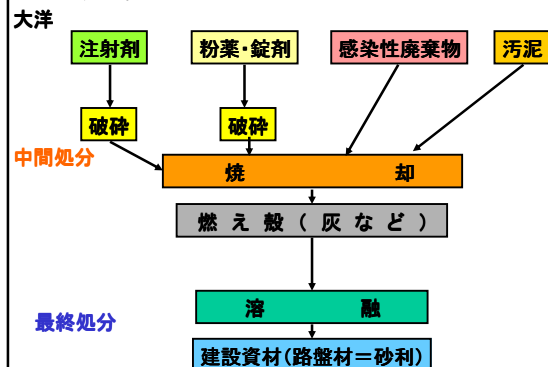 大洋
注射剤 粉薬・錠剤 感染性廃棄物 汚泥
破砕 破砕
中間処分
焼 却
燃え殻(灰など)
溶 融
最終処分
建設資材(路盤材=砂利)